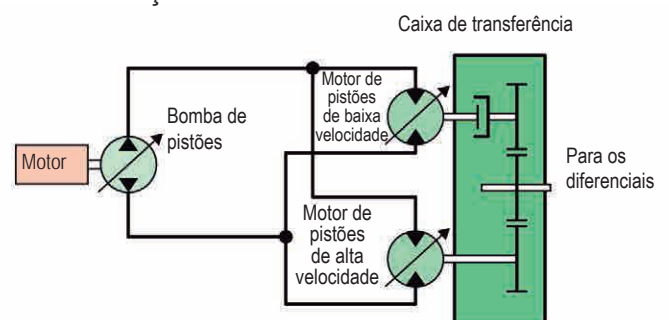 Caixa de transferência
Motor de
pistões
de baixa
velocidade
Bomba de
pistões
Motor
Para os
diferenciais
Motor de
pistões
de alta
velocidade